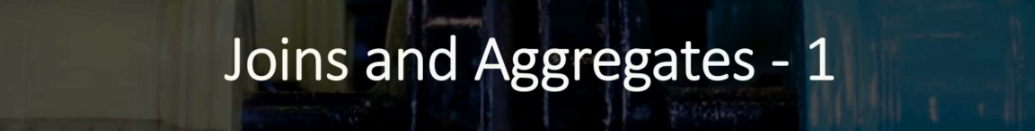 Joins and Aggregates - 1